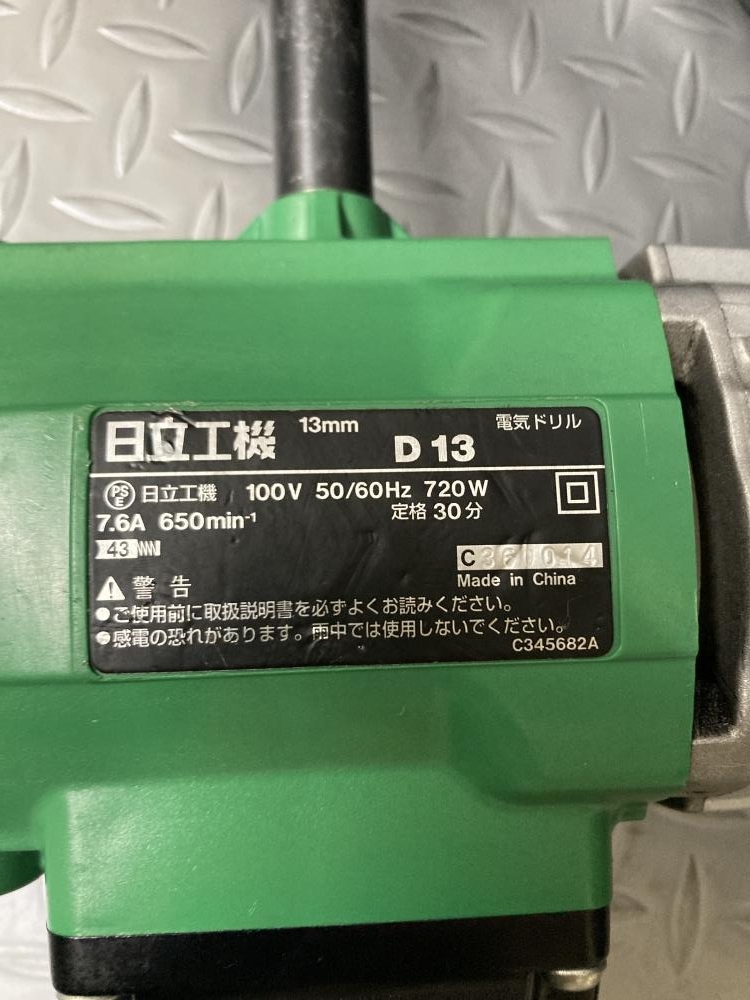 日立工機 13mm D 13 電気ドリル
PS E 日立工機 100V 50/60Hz 720W
7.6A 650min-1 定格 30分
43
C
Made in China
警告
●ご使用前に取扱説明書を必ずよくお読みください。
●感電の恐れがあります。雨中では使用しないでください。
C345682A